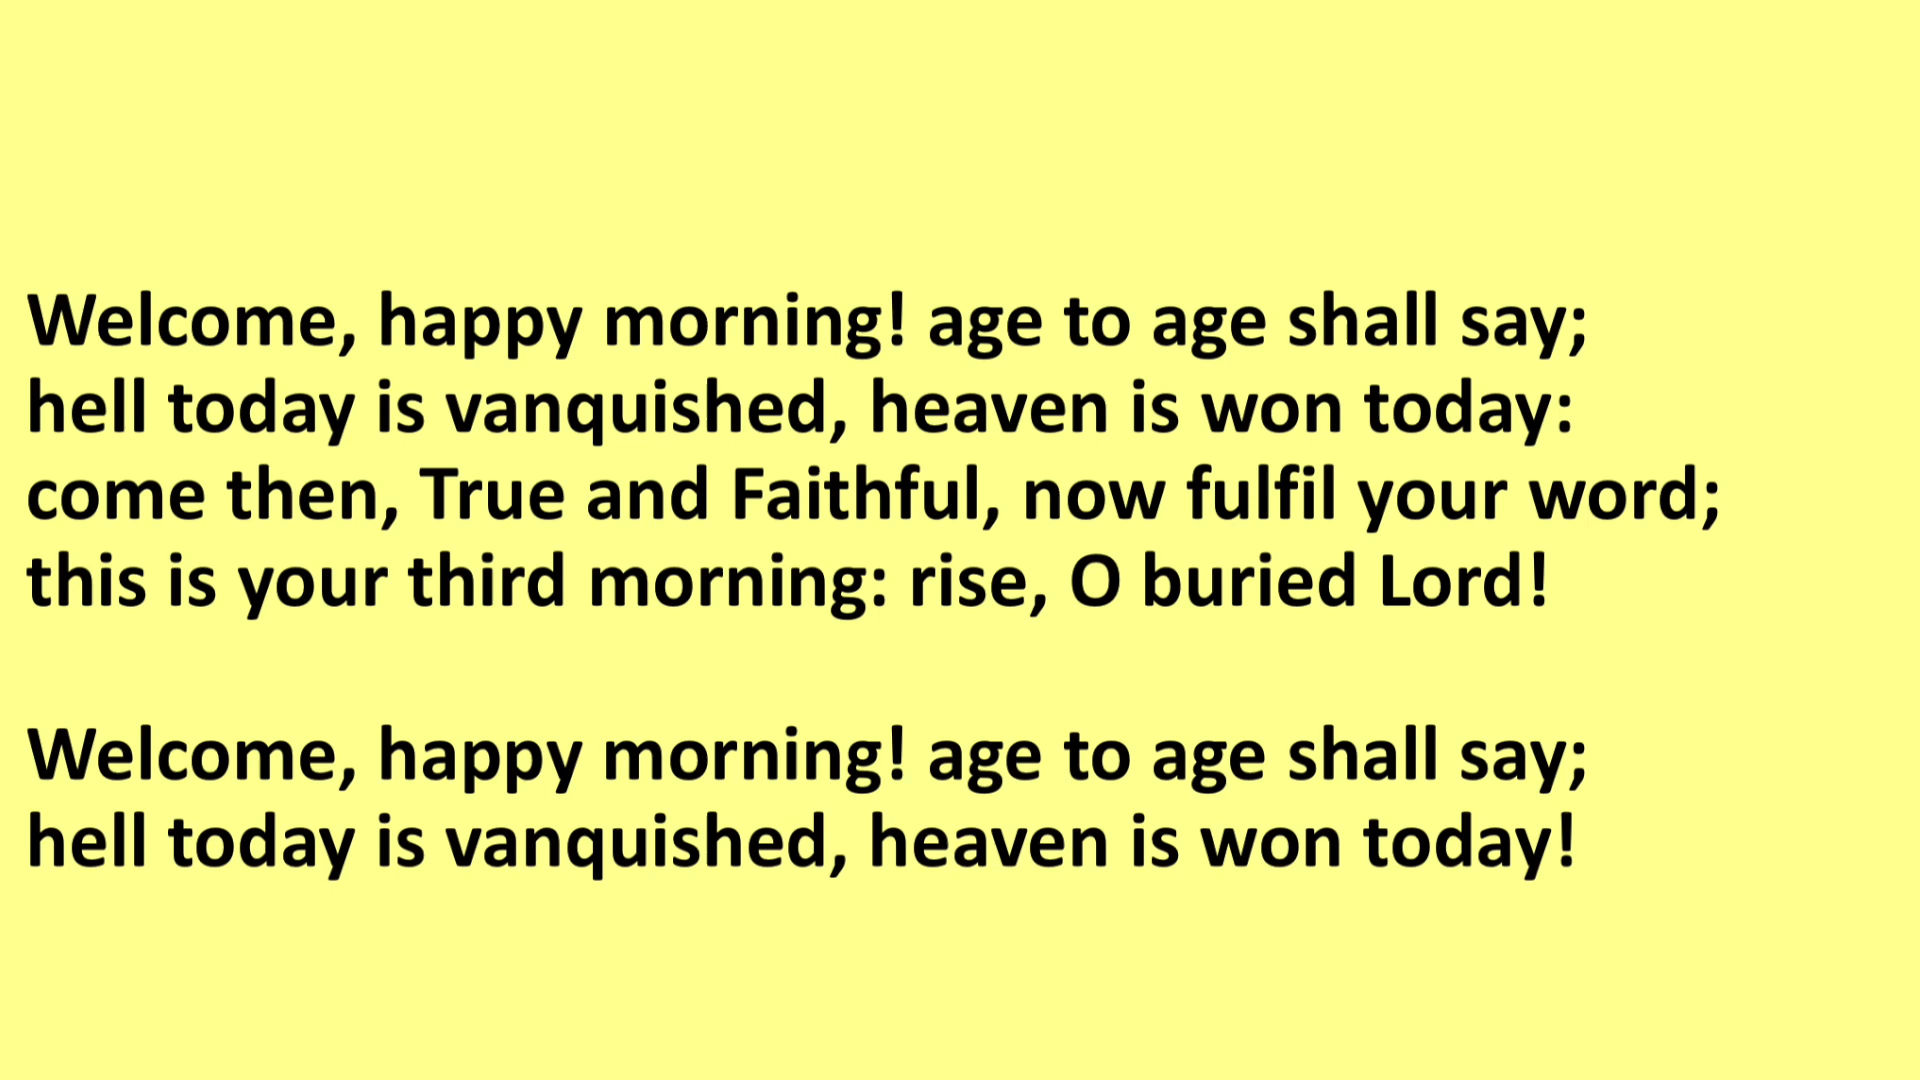 Welcome, happy morning! age to age shall say;
hell today is vanquished, heaven is won today:
come then, True and Faithful, now fulfil your word;
this is your third morning: rise, O buried Lord!
Welcome, happy morning! age to age shall say;
hell today is vanquished, heaven is won today!